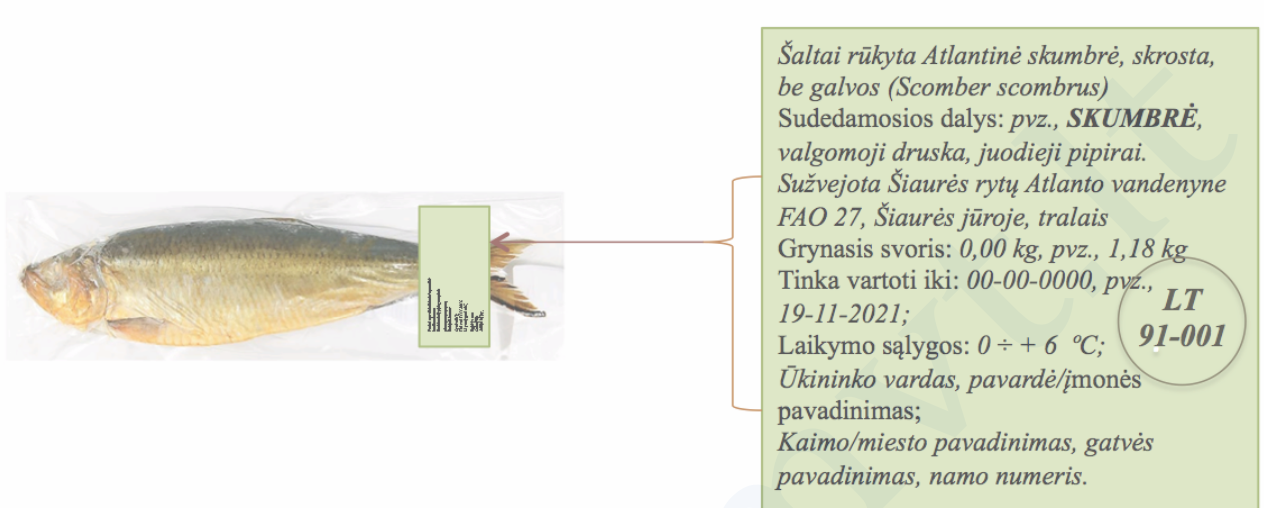 Šaltai rūkyta Atlantinė skumbrė, skrosta,
be galvos (Scomber scombrus)
Sudedamosios dalys: pvz., SKUMBRĖ,
valgomoji druska, juodieji pipirai.
Sužvejota Šiaurės rytų Atlanto vandenyne
FAO 27, Šiaurės jūroje, tralais
Grynasis svoris: 0,00 kg, pvz., 1,18 kg
Tinka vartoti iki: 00-00-0000, pvz.,
19-11-2021;
Laikymo sąlygos: 0 ÷ + 6 ºC;
Ūkininko vardas, pavardė/įmonės
pavadinimas;
Kaimo/miesto pavadinimas, gatvės
pavadinimas, namo numeris.
LT
91-001